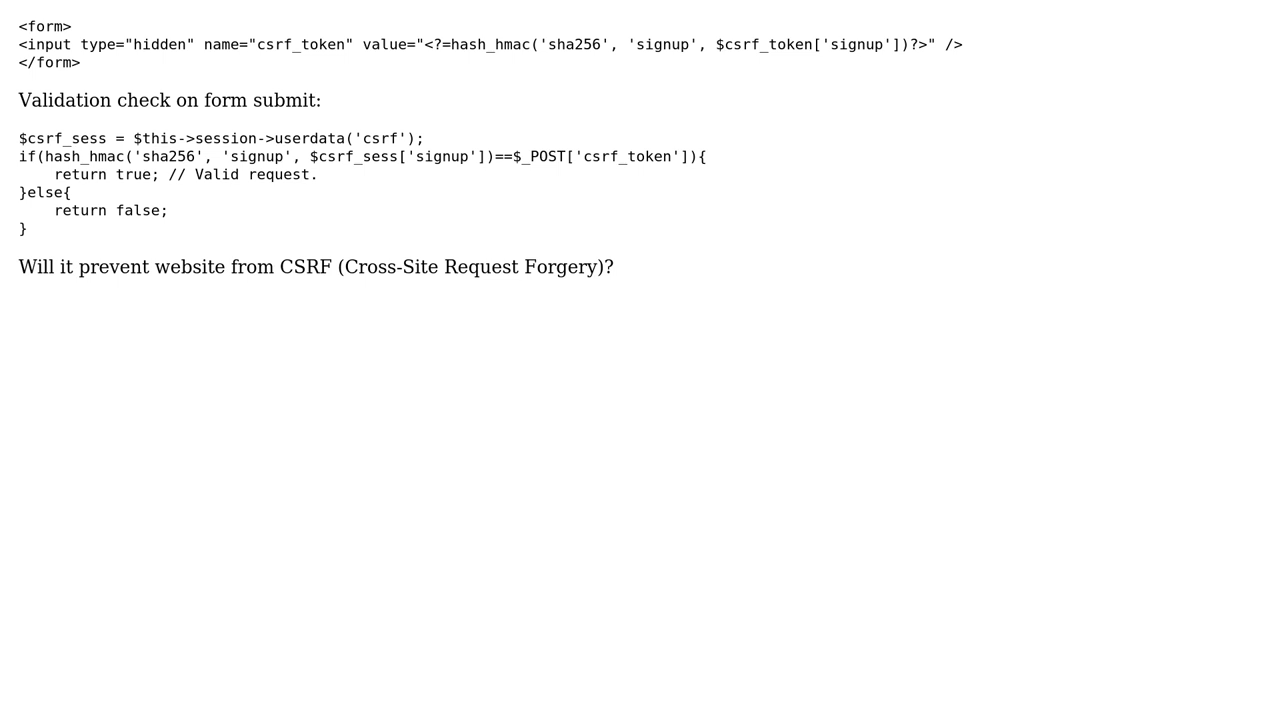 <form>
<input type="hidden" name="csrf_token" value="<?=hash_hmac('sha256', 'signup', $csrf_token['signup'])?>" />
</form>
Validation check on form submit:
$csrf_sess = $this->session->userdata('csrf');
if(hash_hmac('sha256', 'signup', $csrf_sess['signup'])==$_POST['csrf_token']){
    return true; // Valid request.
}else{
    return false;
}
Will it prevent website from CSRF (Cross-Site Request Forgery)?